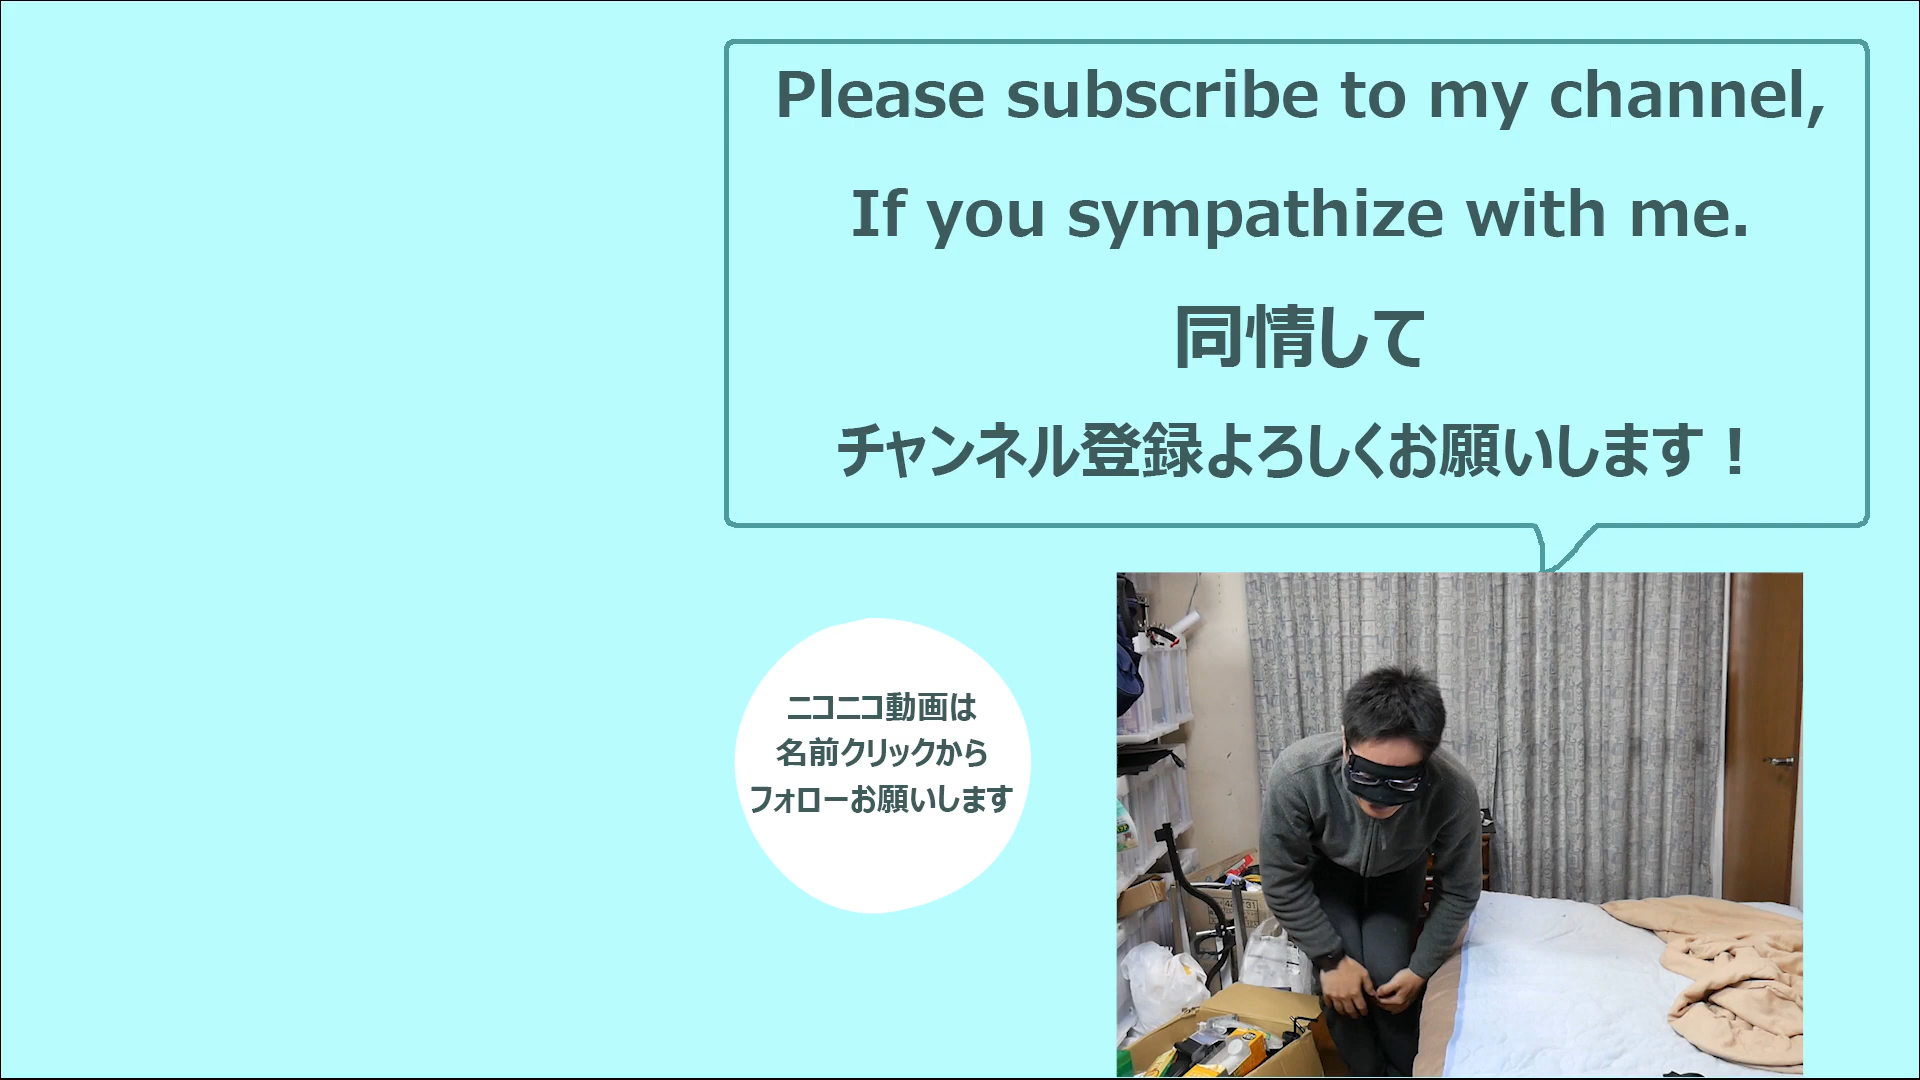 Please subscribe to my channel,
If you sympathize with me.
同情して
チャンネル登録よろしくお願いします！
ニコニコ動画は
名前クリックから
フォローお願いします